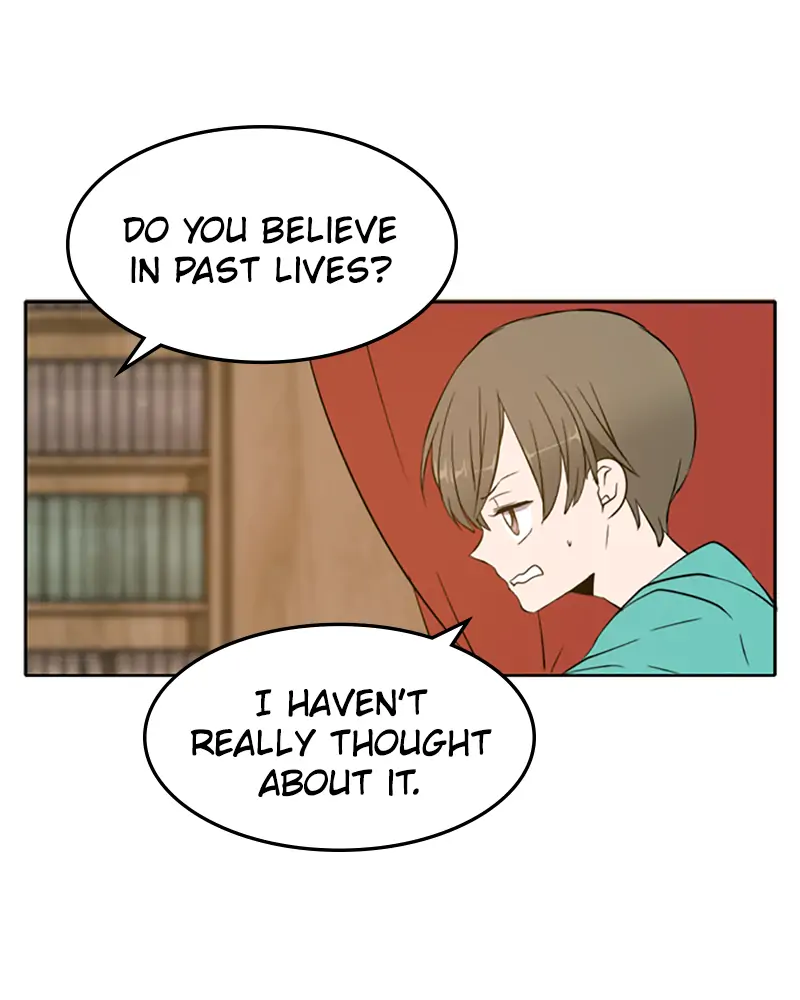 DO YOU BELIEVE
IN PAST LIVES?
I HAVEN'T
REALLY THOUGHT
ABOUT IT.